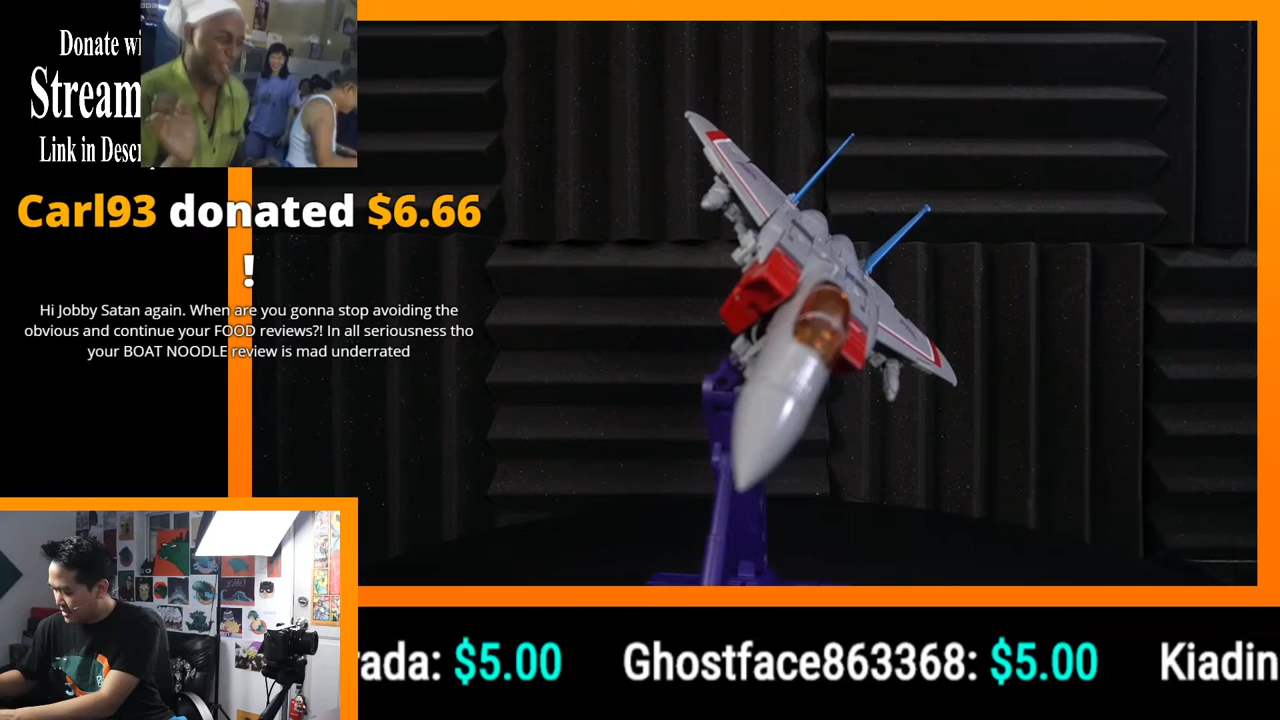 Donate wi
Stream
Link in Descr
Carl93 donated $6.66
!
Hi Jobby Satan again. When are you gonna stop avoiding the
obvious and continue your FOOD reviews?! In all seriousness tho
your BOAT NOODLE review is mad underrated
rada: $5.00 Ghostface863368: $5.00 Kiadin